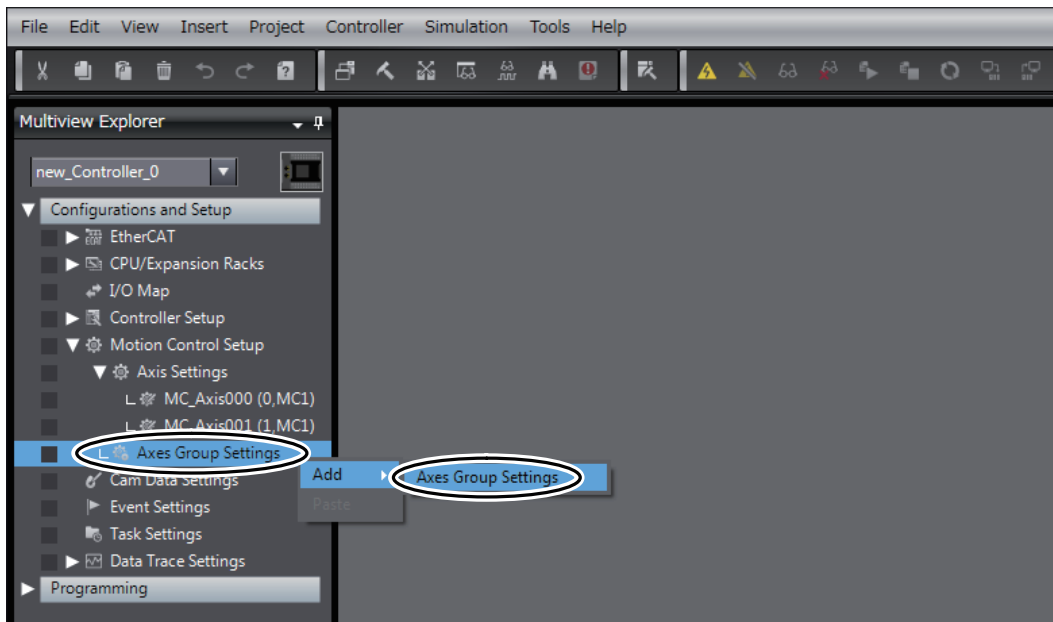 File Edit View Insert Project Controller Simulation Tools Help
Multiview Explorer
new_Controller_0
Configurations and Setup
EtherCAT
CPU/Expansion Racks
I/O Map
Controller Setup
Motion Control Setup
Axis Settings
MC_Axis000 (0,MC1)
MC_Axis001 (1,MC1)
Axes Group Settings
Add
Axes Group Settings
Cam Data Settings
Paste
Event Settings
Task Settings
Data Trace Settings
Programming